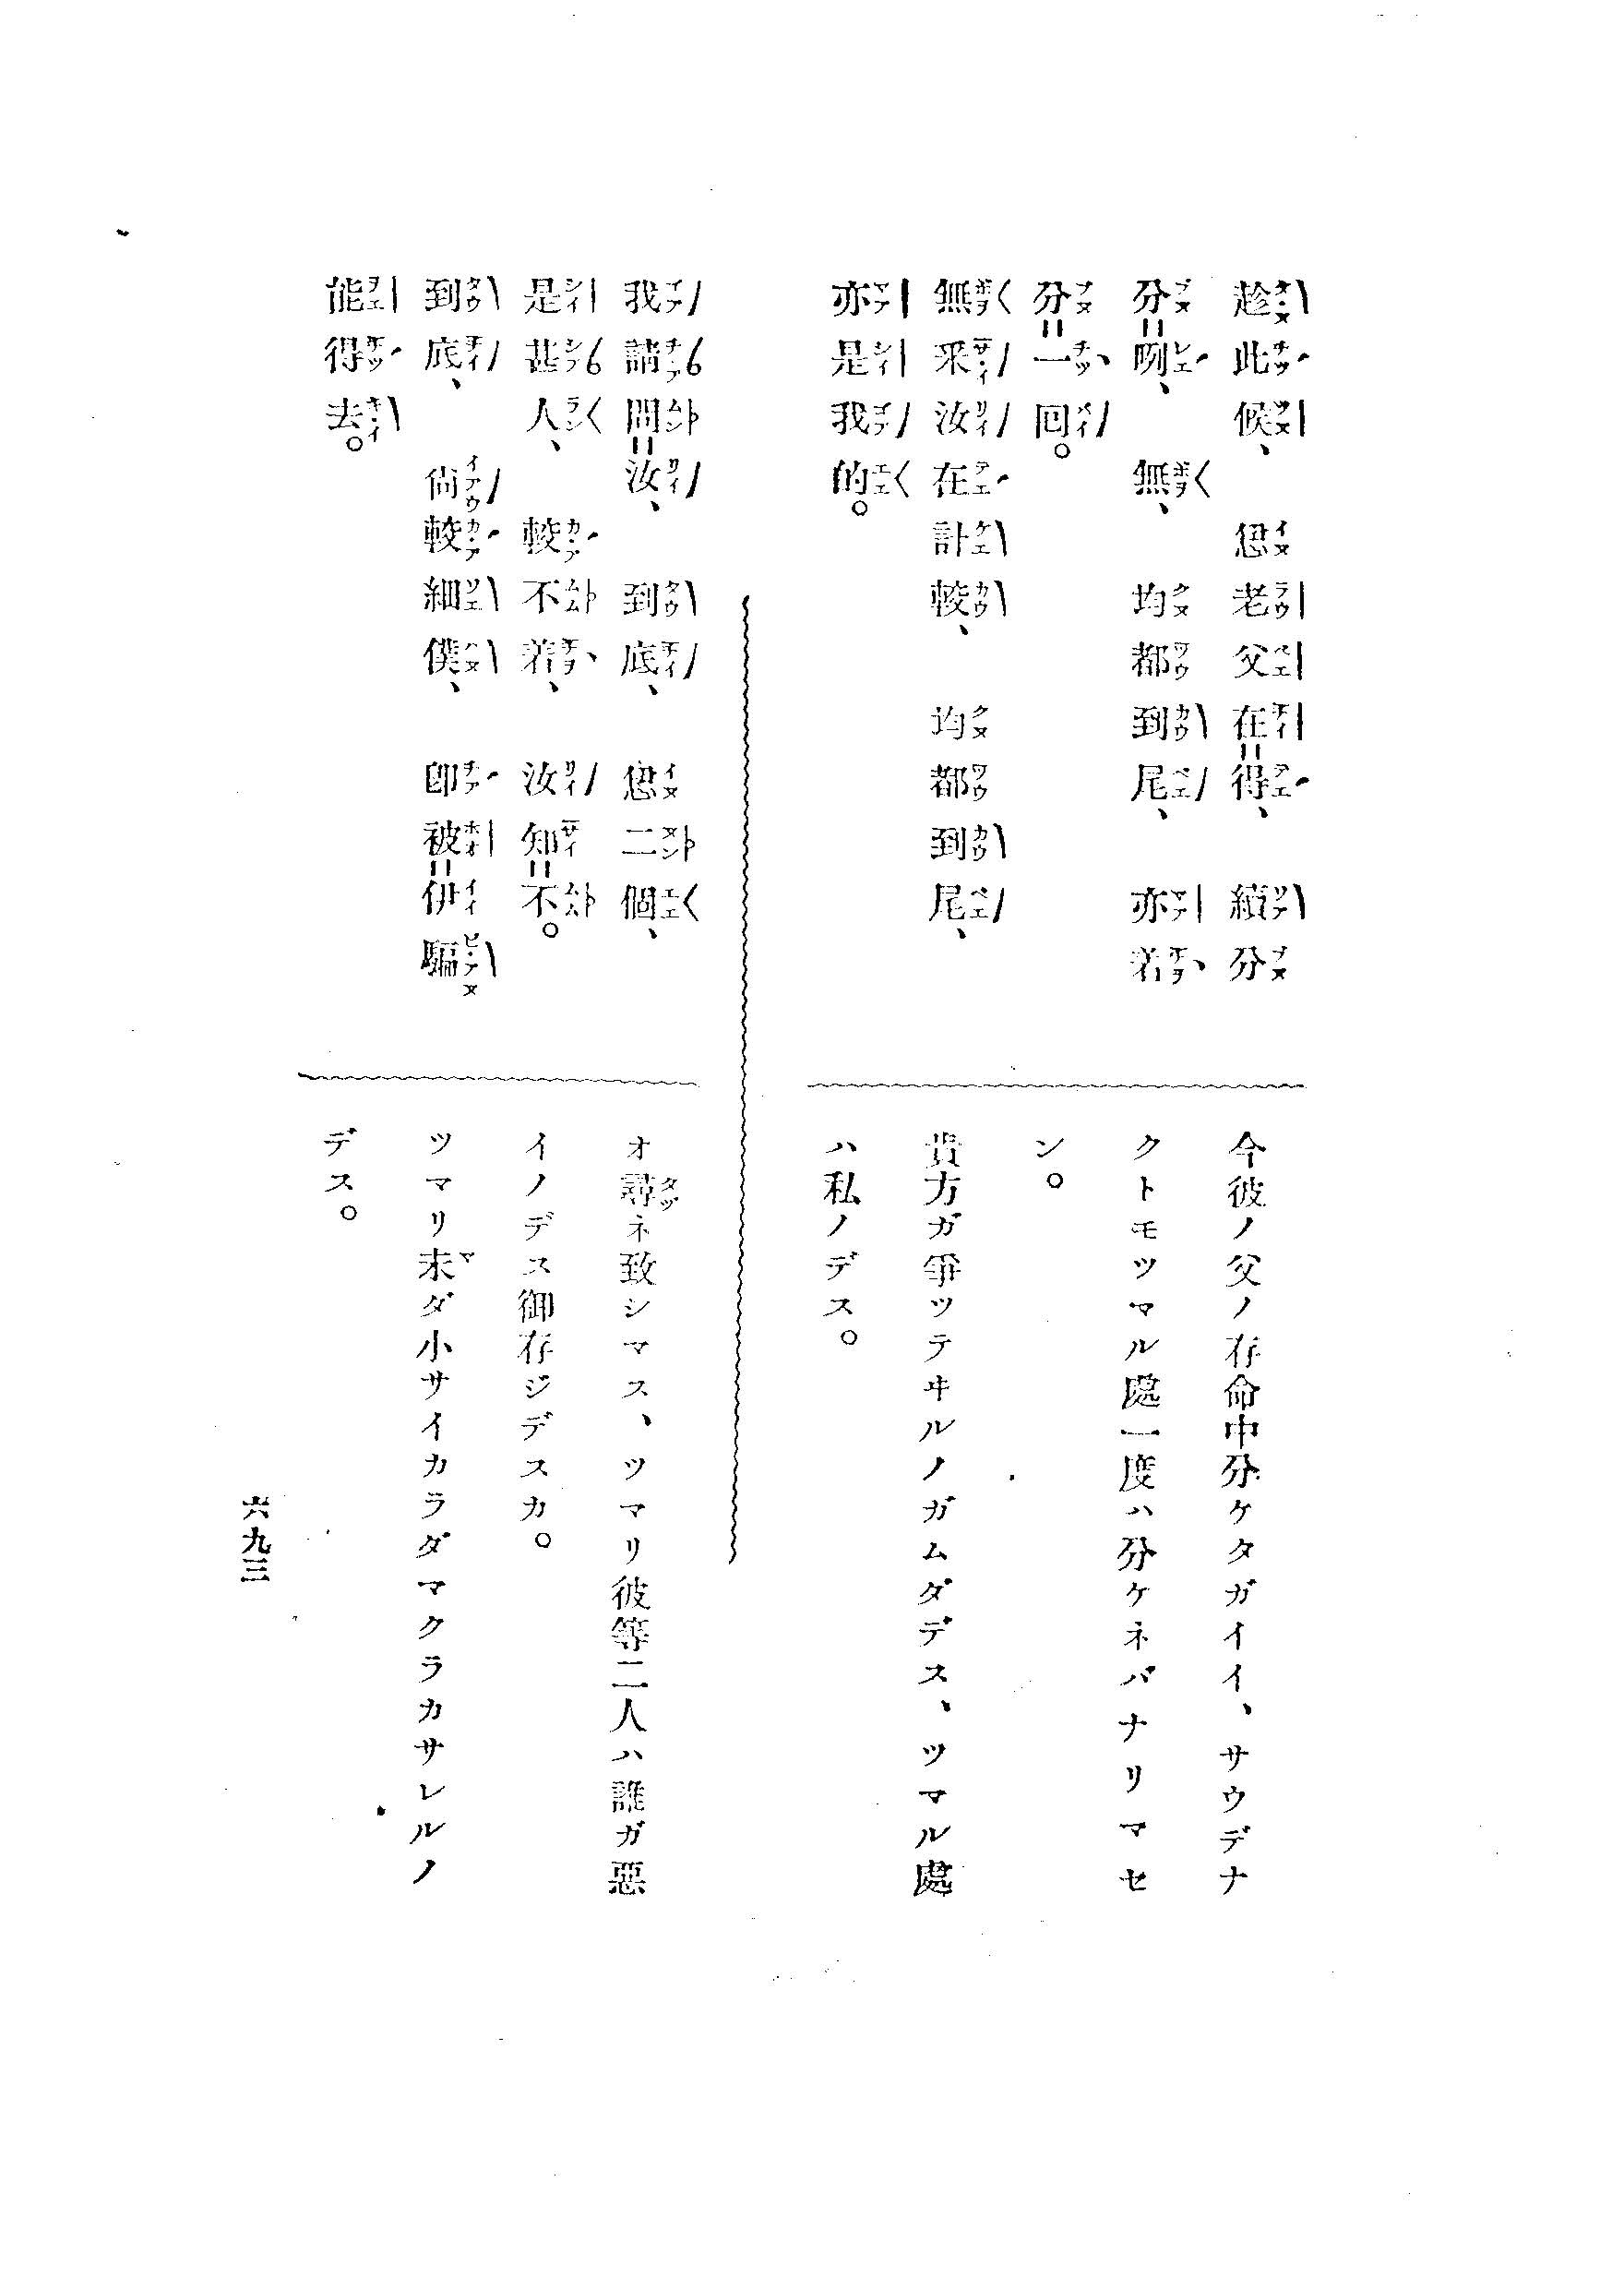 趁此候、　恁老父在=得、　續分
分=咧、　無、　均都到尾、　亦若
分=一回。
無采汝在計較、　均都到尾、
亦是我的。
今彼ノ父ノ存命中分ケタガイイ、サウデナ
クトモツマル處一度ハ分ケネバナリマセ
ン。
貴方ガ爭ツテヰルノガムダデス、ツマル處
ハ私ノデス。
我請問=汝、　到底、　恁二個、
是甚人、　較不着、　汝知=不。
到底、　尙較細僕、　卽被=伊騙
能得去。
オ尋ネ致シマス、ツマリ彼等二人ハ誰ガ惡
イノデス御存ジデスカ。
ツマリ未ダ小サイカラダマクラカサレルノ
デス。
六九三